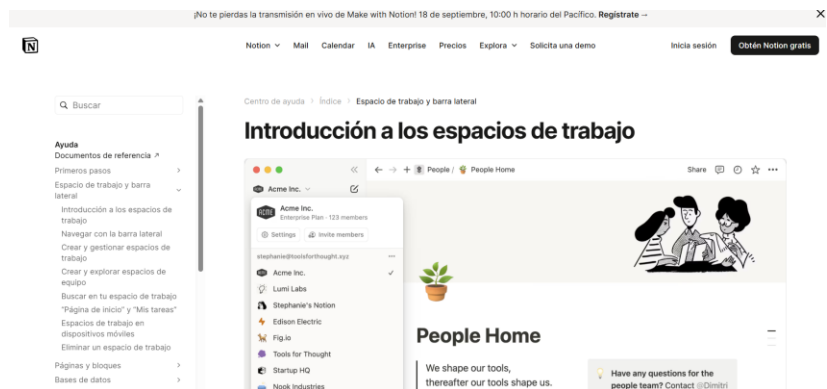 ¡No te pierdas la transmisión en vivo de Make with Notion! 18 de septiembre, 10:00 h horario del Pacífico. Regístrate →
Notion Mail Calendar IA Enterprise Precios Explora Solicita una demo Inicia sesión Obtén Notion gratis
Buscar
Ayuda
Documentos de referencia ↗
Primeros pasos
Espacio de trabajo y barra
lateral
Introducción a los espacios de
trabajo
Navegar con la barra lateral
Crear y gestionar espacios de
trabajo
Crear y explorar espacios de
equipo
Buscar en tu espacio de trabajo
"Página de inicio" y "Mis tareas"
Espacios de trabajo en
dispositivos móviles
Eliminar un espacio de trabajo
Páginas y bloques
Bases de datos
Centro de ayuda > Índice > Espacio de trabajo y barra lateral
Introducción a los espacios de trabajo
People / People Home Share
Acme Inc.
ACME
Acme Inc.
Enterprise Plan · 123 members
Settings Invite members
stephanie@toolsforthought.xyz
Acme Inc.
Lumi Labs
Stephanie's Notion
Edison Electric
Fig.io
Tools for Thought
Startup HQ
Nook Industries
People Home
We shape our tools,
thereafter our tools shape us.
Have any questions for the
people team? Contact @Dimitri